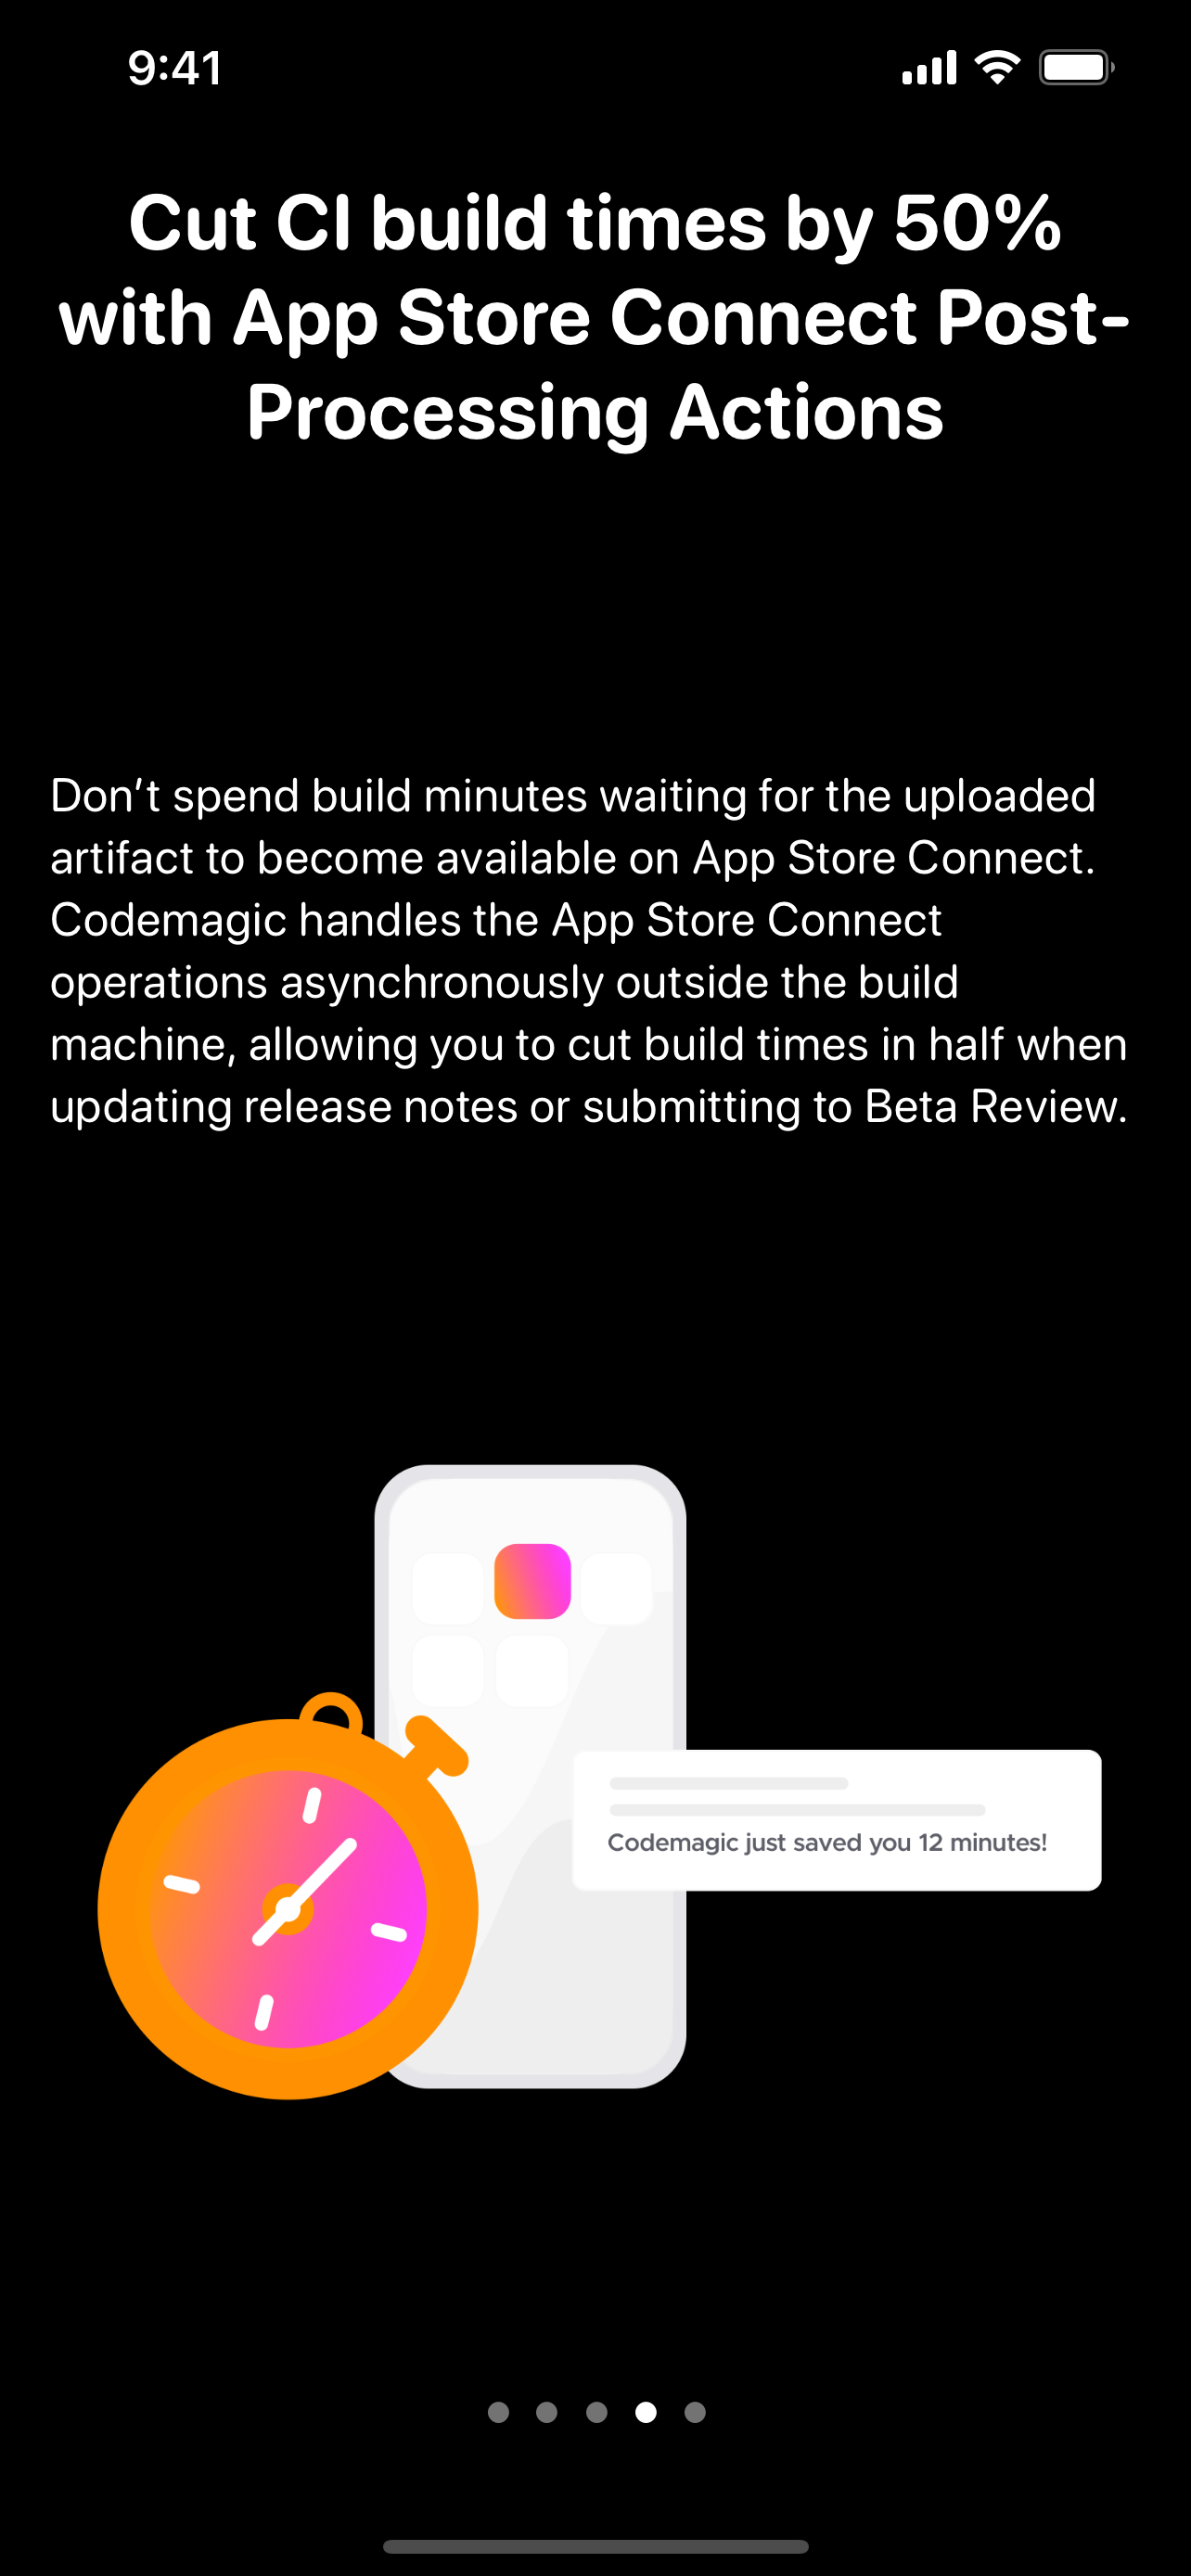 9:41
Cut CI build times by 50%
with App Store Connect Post-
Processing Actions
Don't spend build minutes waiting for the uploaded
artifact to become available on App Store Connect.
Codemagic handles the App Store Connect
operations asynchronously outside the build
machine, allowing you to cut build times in half when
updating release notes or submitting to Beta Review.
Codemagic just saved you 12 minutes!